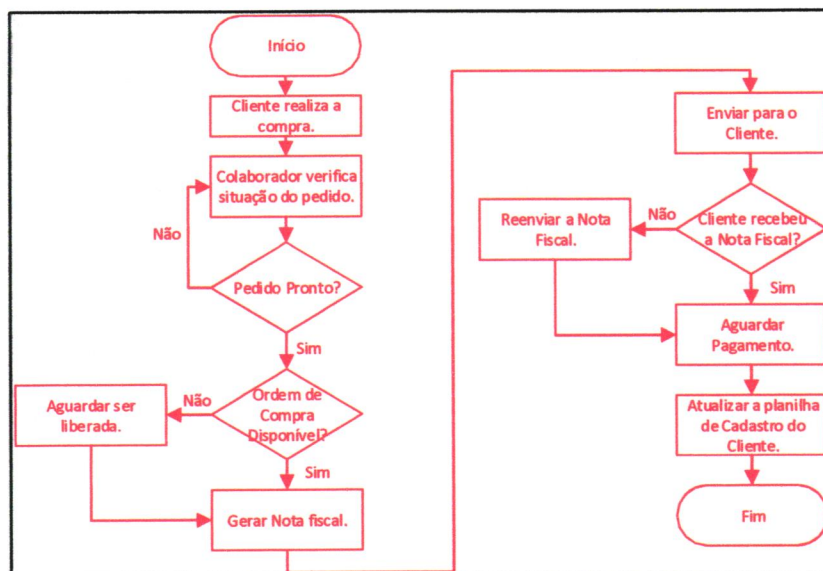 Início
Cliente realiza a
compra.
Colaborador verifica
situação do pedido.
Não
Pedido Pronto?
Sim
Ordem de
Compra
Disponível?
Não
Aguardar ser
liberada.
Sim
Gerar Nota fiscal.
Enviar para o
Cliente.
Cliente recebeu
a Nota Fiscal?
Não
Reenviar a Nota
Fiscal.
Sim
Aguardar
Pagamento.
Atualizar a planilha
de Cadastro do
Cliente.
Fim